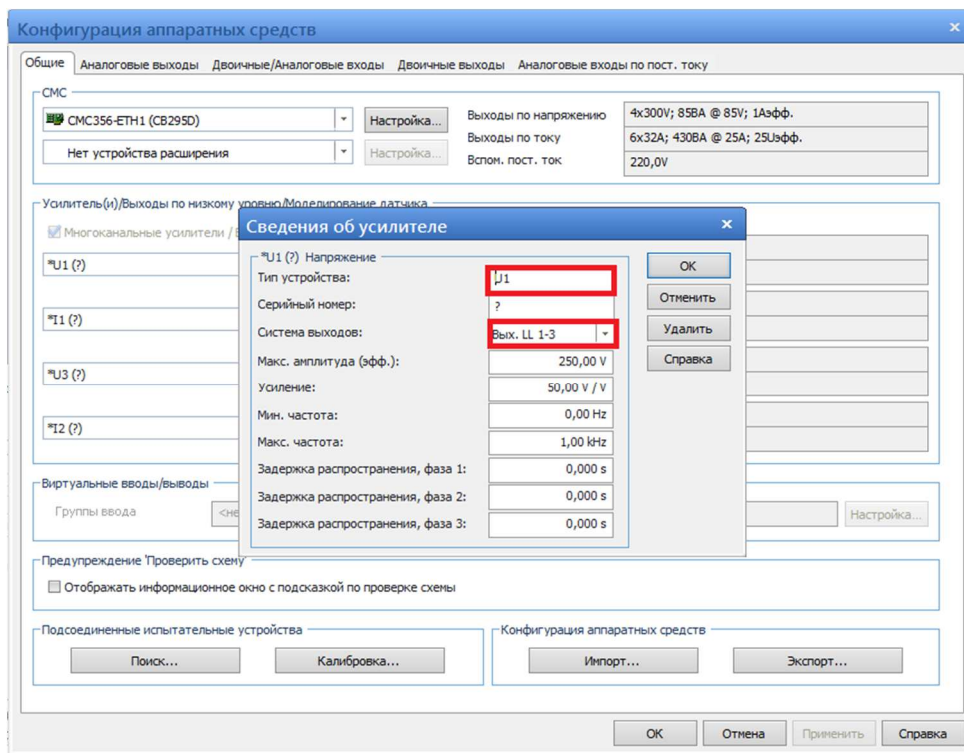 Конфигурация аппаратных средств
Общие Аналоговые выходы Двоичные/Аналоговые входы Двоичные выходы Аналоговые входы по пост. току
CMC
CMC356-ETH1 (CB295D) Настройка... Выходы по напряжению 4x300V; 85ВА @ 85V; 1Аэфф.
Выходы по току 6x32A; 430ВА @ 25A; 25Uэфф.
Нет устройства расширения Настройка... Вспом. пост. ток 220,0V
Усилитель(и)/Выходы по низкому уровню/Моделирование датчика
Многоканальные усилители /
*U1 (?)
*I1 (?)
*U3 (?)
*I2 (?)
Сведения об усилителе
*U1 (?) Напряжение
Тип устройства: U1
Серийный номер: ?
Система выходов: Вых. LL 1-3
Макс. амплитуда (эфф.): 250,00 V
Усиление: 50,00 V / V
Мин. частота: 0,00 Hz
Макс. частота: 1,00 kHz
Задержка распространения, фаза 1: 0,000 s
Задержка распространения, фаза 2: 0,000 s
Задержка распространения, фаза 3: 0,000 s
OK
Отменить
Удалить
Справка
Виртуальные вводы/выводы
Группы ввода <не Настройка...
Предупреждение 'Проверить схему'
Отображать информационное окно с подсказкой по проверке схемы
Подсоединенные испытательные устройства
Поиск... Калибровка...
Конфигурация аппаратных средств
Импорт... Экспорт...
OK Отмена Применить Справка